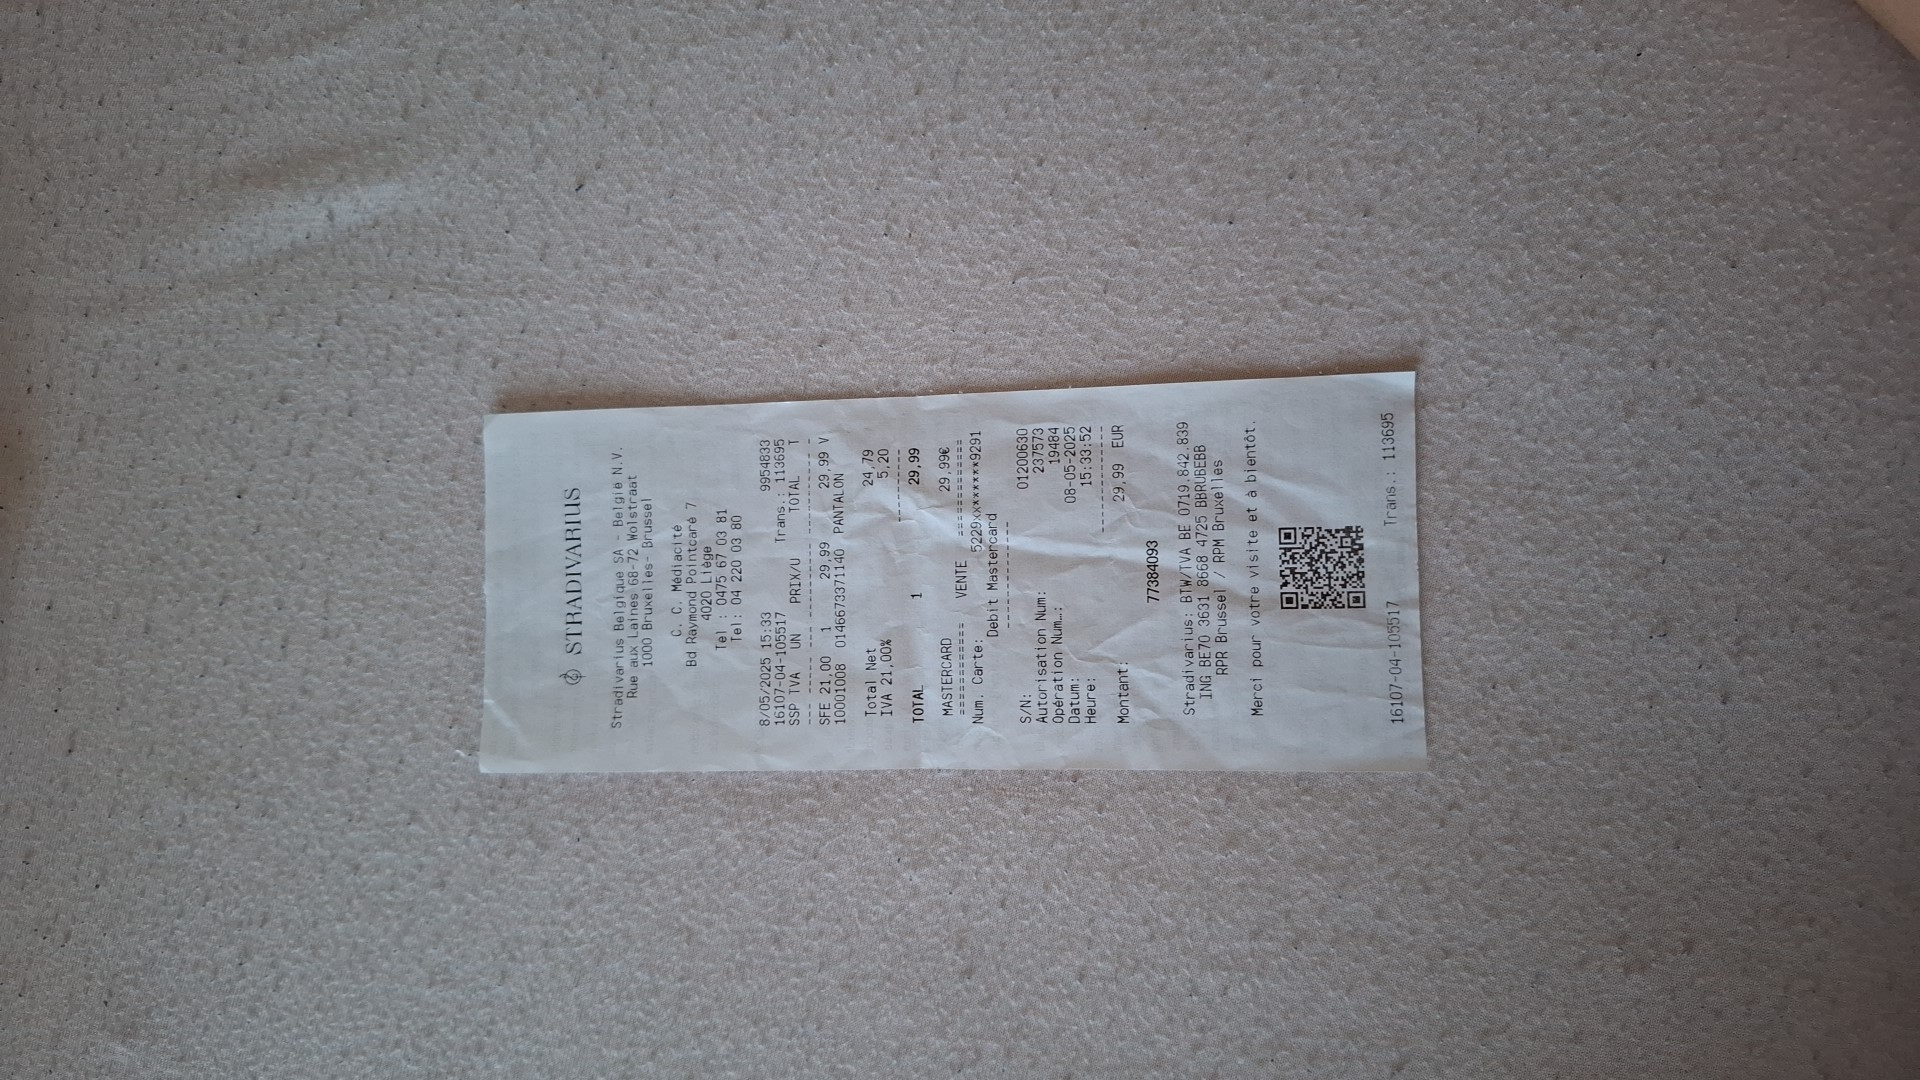 STRADIVARIUS
Stradivarius Belgique SA - Belgie N.V.
Rue aux Laines 68-72 Wolstraat
1000 Bruxelles- Brussel
C. C. Médiacité
Bd Raymond Pointcaré 7
4020 Liège
Tel : 0475 67 03 81
Tel: 04 220 03 80
8/05/2025 15:33 9954833
16107-04-105517 Trans.: 113695
SSP TVA UN PRIX/U TOTAL T
SFE 21,00 1 29,99 29,99 V
10001008 0146673371140 PANTALON
Total Net 24,79
IVA 21,00% 5,20
TOTAL 1 29,99
MASTERCARD 29,99€
========== VENTE ============
Num. Carte: 5229xx******9291
Debit Mastercard
S/N: 01200630
Autorisation Num: 237573
Opération Num..: 19484
Datum: 08-05-2025
Heure: 15:33:52
Montant: 29,99 EUR
77384093
Stradivarius: BTW/TVA BE 0719.842.839
ING BE70 3631 8668 4725 BBRUBEBB
RPR Brussel / RPM Bruxelles
Merci pour votre visite et à bientôt.
16107-04-105517 Trans.: 113695